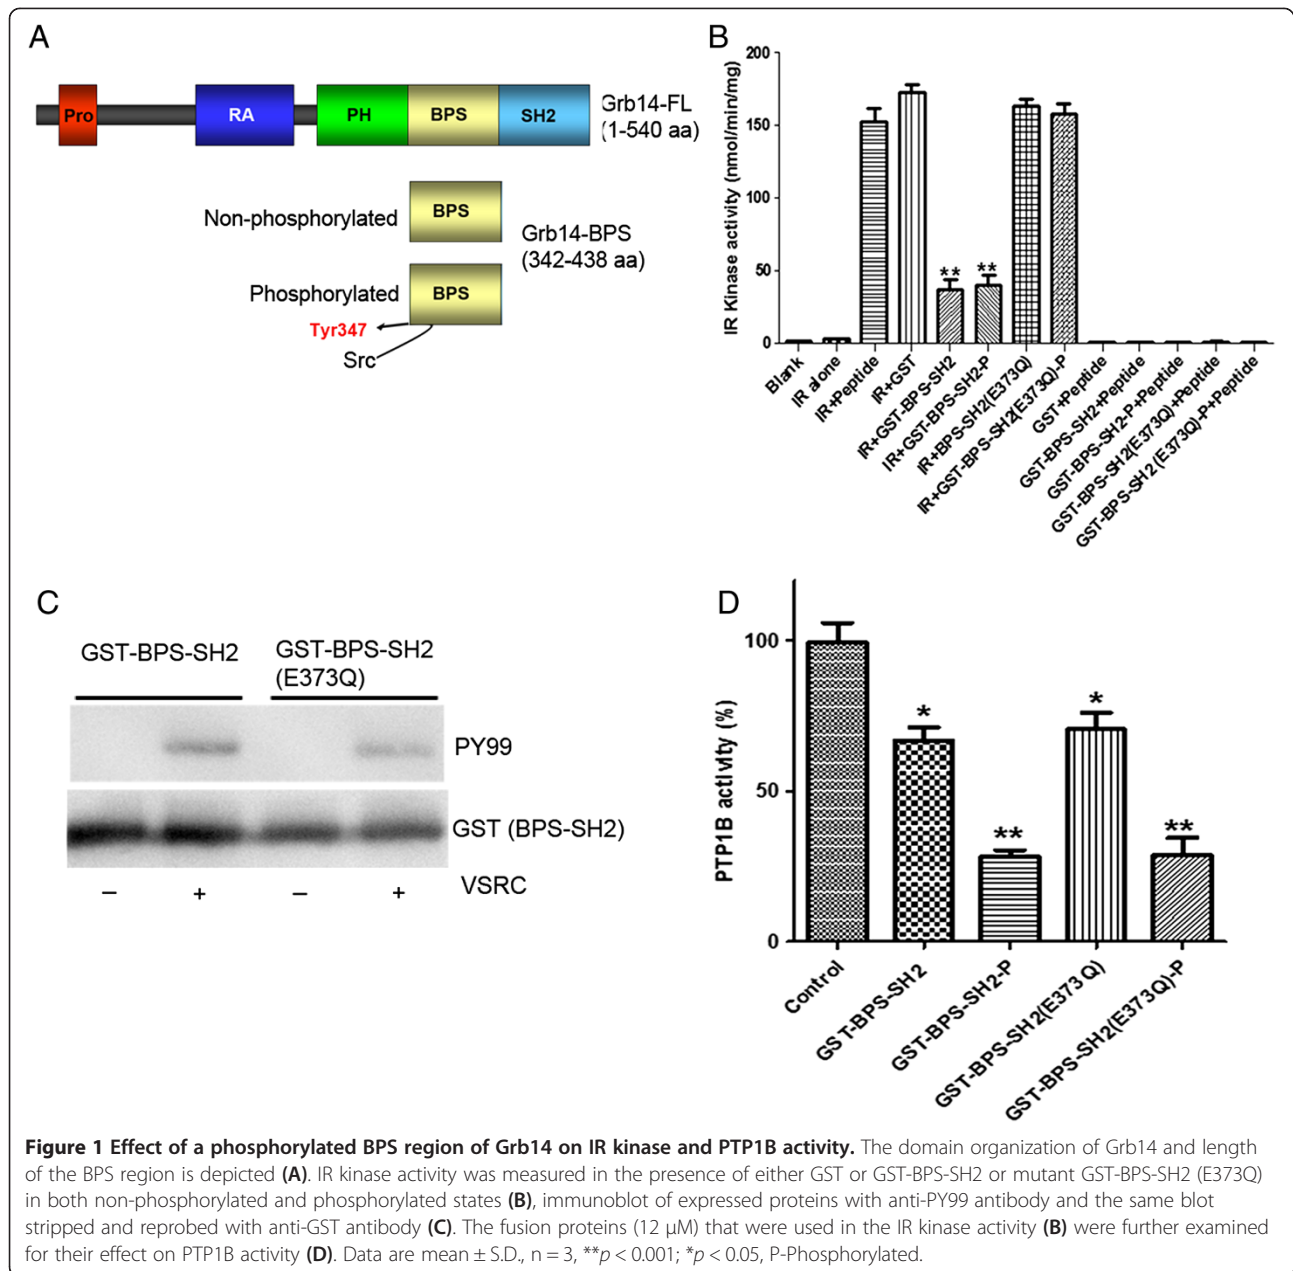 A
Pro
RA
PH
BPS
SH2
Grb14-FL
(1-540 aa)
Non-phosphorylated
BPS
Grb14-BPS
(342-438 aa)
Phosphorylated
BPS
Tyr347
Src
B
IR Kinase activity (nmol/min/mg)
200
150
100
50
0
**
**
Blank
IR alone
IR+Peptide
IR+GST
IR+GST-BPS-SH2
IR+GST-BPS-SH2-P
IR+BPS-SH2(E373Q)
IR+GST-BPS-SH2(E373Q)-P
GST+Peptide
GST-BPS-SH2+Peptide
GST-BPS-SH2-P+Peptide
GST-BPS-SH2(E373Q)+Peptide
GST-BPS-SH2(E373Q)-P+Peptide
C
GST-BPS-SH2
GST-BPS-SH2
(E373Q)
PY99
GST (BPS-SH2)
– + – + VSRC
D
PTP1B activity (%)
100
50
0
*
**
*
**
Control
GST-BPS-SH2
GST-BPS-SH2-P
GST-BPS-SH2(E373Q)
GST-BPS-SH2(E373Q)-P
Figure 1 Effect of a phosphorylated BPS region of Grb14 on IR kinase and PTP1B activity. The domain organization of Grb14 and length
of the BPS region is depicted (A). IR kinase activity was measured in the presence of either GST or GST-BPS-SH2 or mutant GST-BPS-SH2 (E373Q)
in both non-phosphorylated and phosphorylated states (B), immunoblot of expressed proteins with anti-PY99 antibody and the same blot
stripped and reprobed with anti-GST antibody (C). The fusion proteins (12 μM) that were used in the IR kinase activity (B) were further examined
for their effect on PTP1B activity (D). Data are mean ± S.D., n = 3, **p < 0.001; *p < 0.05, P-Phosphorylated.